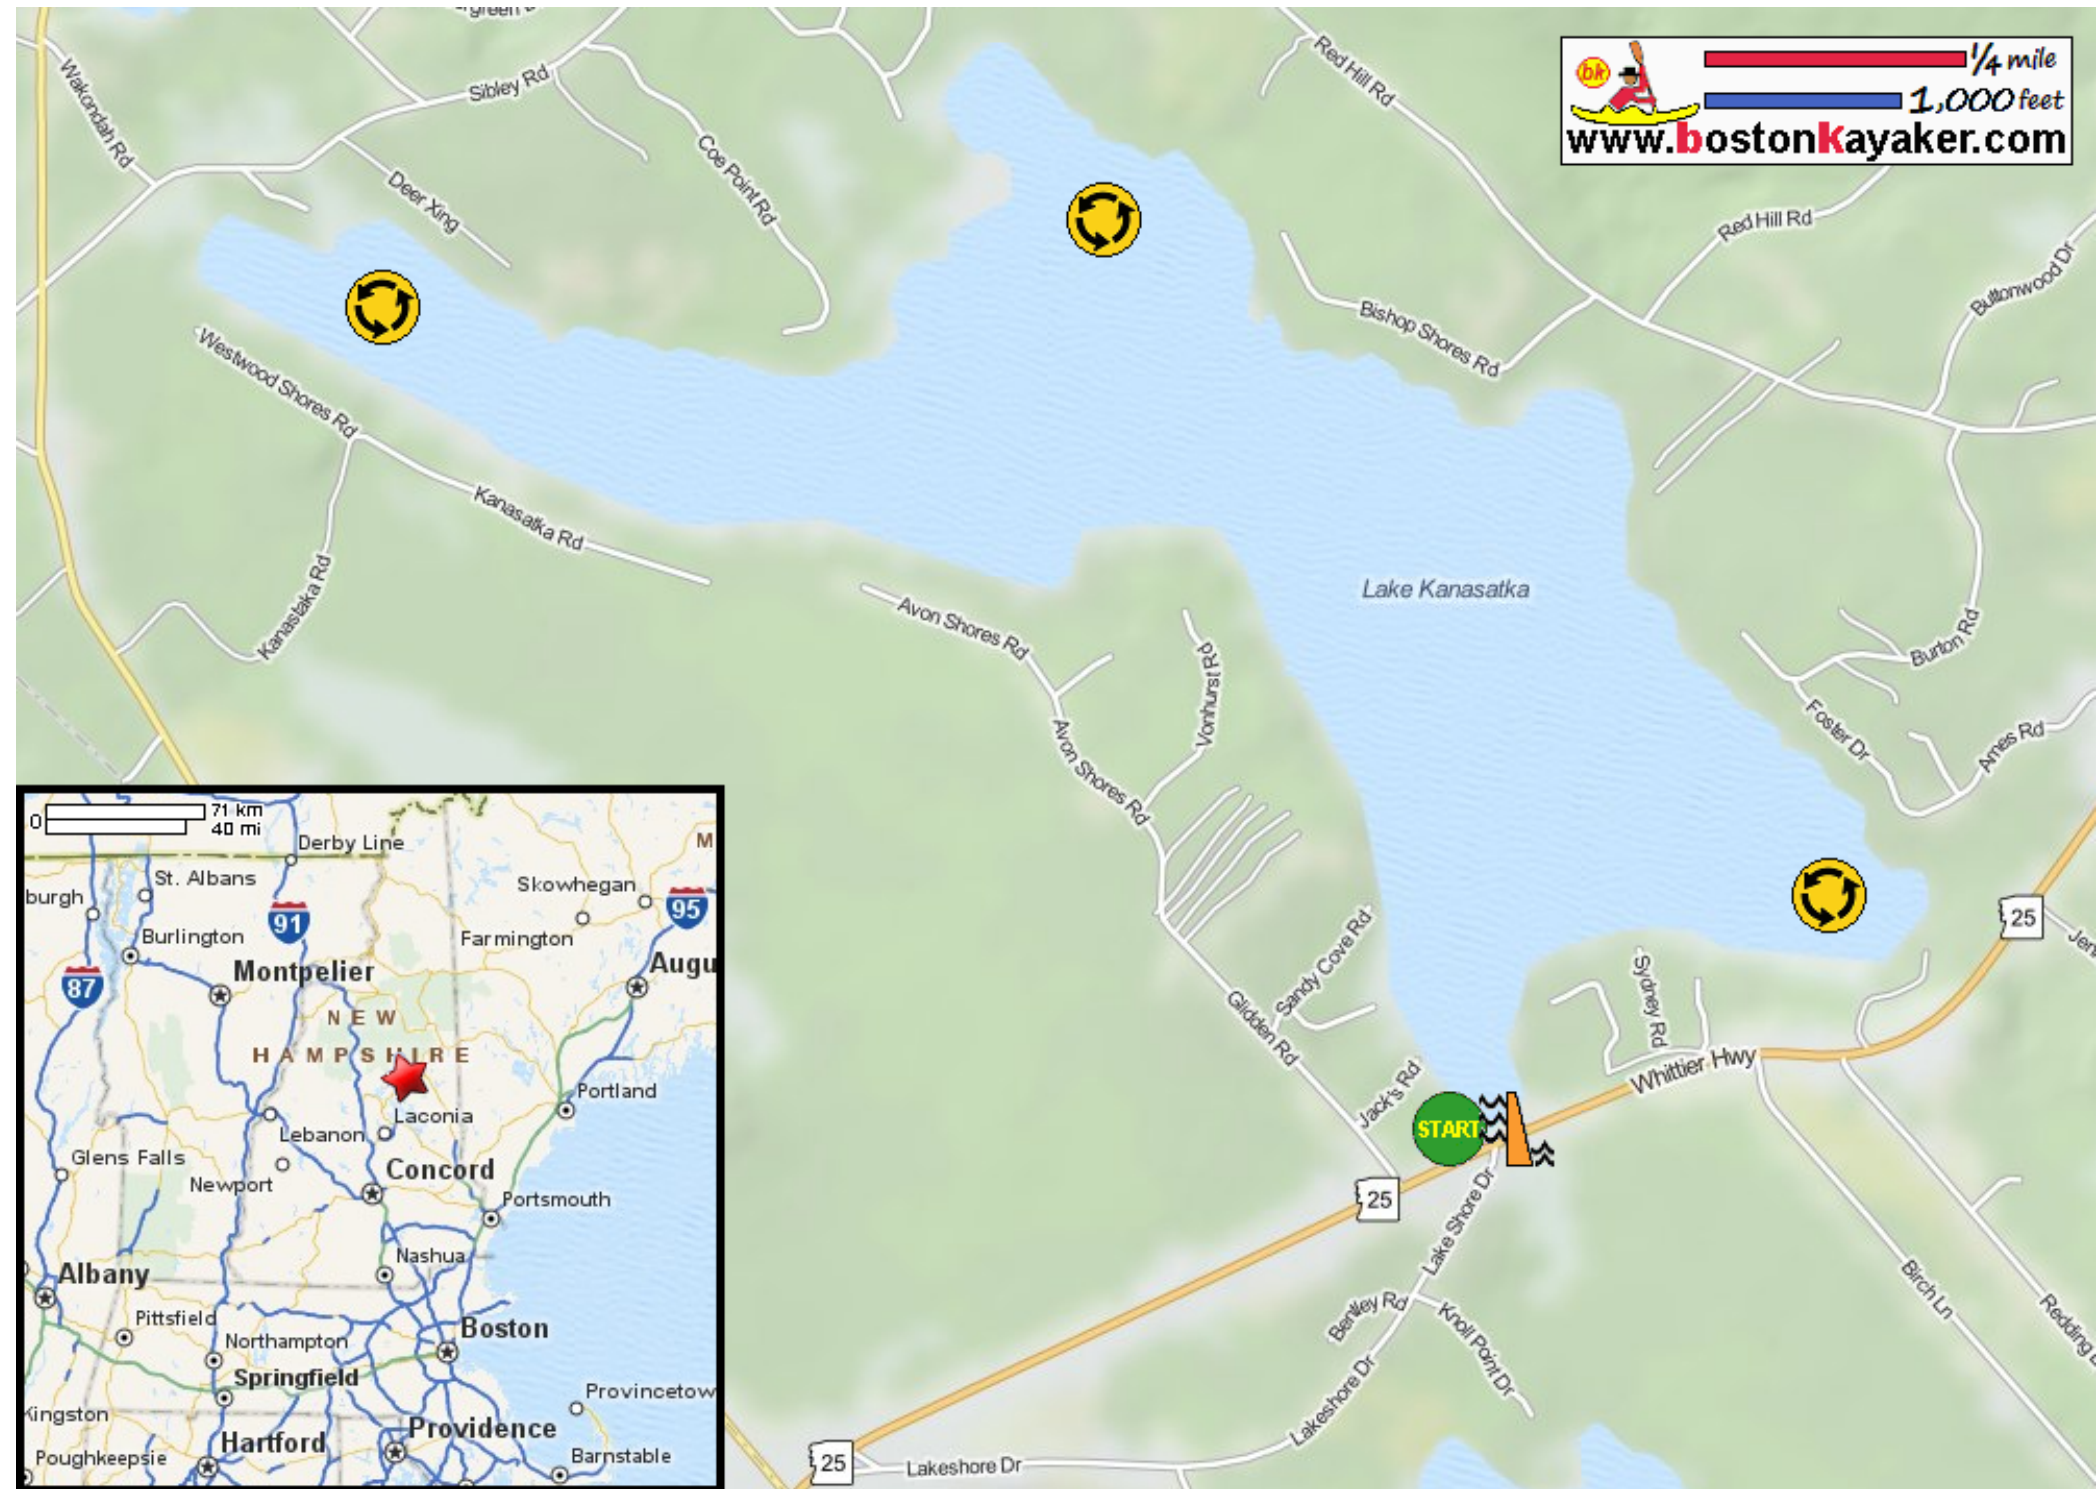 Wakondah Rd
Sibley Rd
Deer Xing
Coe Point Rd
Red Hill Rd
bk
1/4 mile
1,000 feet
www.bostonkayaker.com
Red Hill Rd
Buttonwood Dr
Bishop Shores Rd
Westwood Shores Rd
Kanasatka Rd
Kanastaka Rd
Avon Shores Rd
Vonhurst Rd
Lake Kanasatka
Burton Rd
Foster Dr
Ames Rd
Avon Shores Rd
25
Sandy Cove Rd
Sydney Rd
Glidden Rd
Jack's Rd
Whittier Hwy
START
25
Lake Shore Dr
Bentley Rd
Knoll Point Dr
Birch Ln
Redding
Lakeshore Dr
25
Lakeshore Dr
0
71 km
40 mi
Derby Line
M
St. Albans
Skowhegan
burgh
91
95
Burlington
Farmington
Montpelier
Augu
87
NEW
HAMPSHIRE
Portland
Laconia
Lebanon
Glens Falls
Newport
Concord
Portsmouth
Nashua
Albany
Pittsfield
Northampton
Boston
Springfield
Provincetow
Kingston
Hartford
Providence
Poughkeepsie
Barnstable